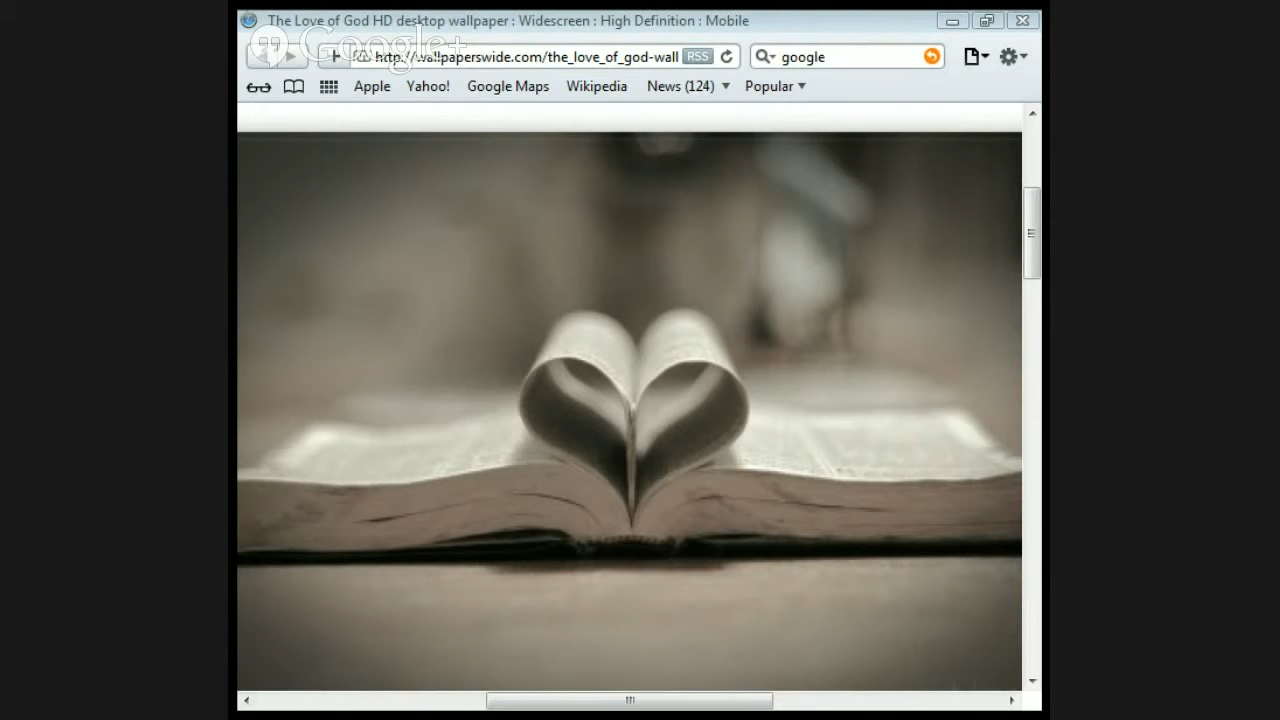 The Love of God HD desktop wallpaper : Widescreen : High Definition : Mobile
Google+
http://wallpaperswide.com/the_love_of_god-wall RSS google
Apple Yahoo! Google Maps Wikipedia News (124) Popular